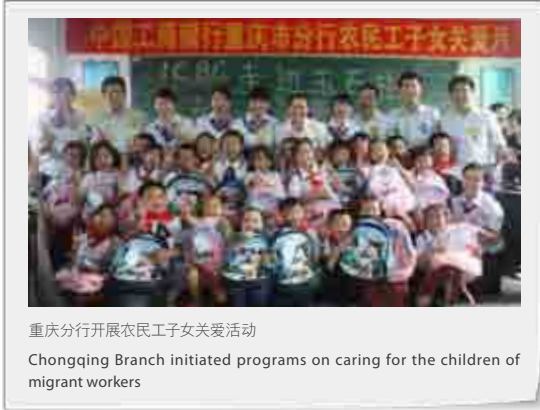 中国工商银行重庆市分行农民工子女关爱
重庆分行开展农民工子女关爱活动
Chongqing Branch initiated programs on caring for the children of
migrant workers